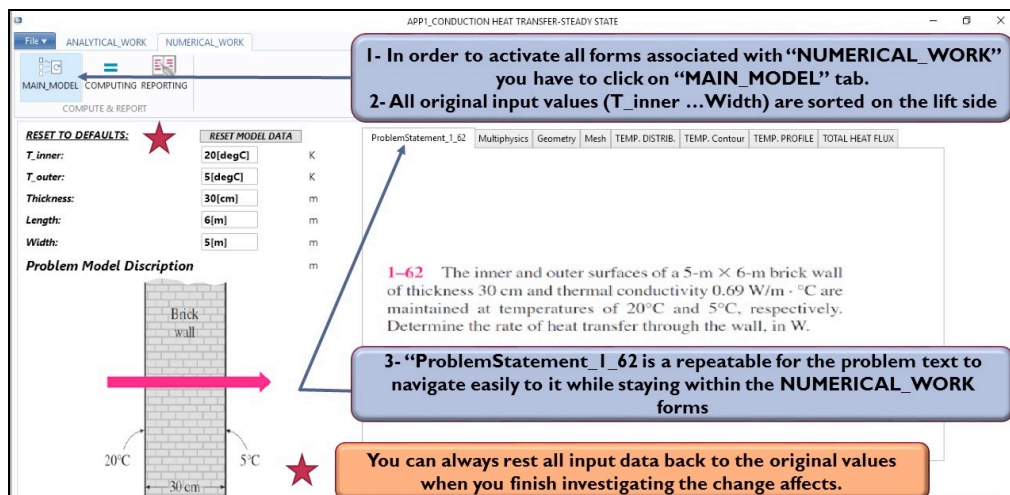 APP1_CONDUCTION HEAT TRANSFER-STEADY STATE
File ANALYTICAL_WORK NUMERICAL_WORK
MAIN_MODEL COMPUTING REPORTING
COMPUTE & REPORT
1- In order to activate all forms associated with “NUMERICAL_WORK”
you have to click on “MAIN_MODEL” tab.
2- All original input values (T_inner …Width) are sorted on the lift side
RESET TO DEFAULTS: RESET MODEL DATA
T_inner: 20[degC] K
T_outer: 5[degC] K
Thickness: 30[cm] m
Length: 6[m] m
Width: 5[m] m
Problem Model Discription m
Brick
wall
20°C 5°C
30 cm
ProblemStatement_1_62 Multiphysics Geometry Mesh TEMP. DISTRIB. TEMP. Contour TEMP. PROFILE TOTAL HEAT FLUX
1–62 The inner and outer surfaces of a 5-m × 6-m brick wall
of thickness 30 cm and thermal conductivity 0.69 W/m · °C are
maintained at temperatures of 20°C and 5°C, respectively.
Determine the rate of heat transfer through the wall, in W.
3- “ProblemStatement_1_62 is a repeatable for the problem text to
navigate easily to it while staying within the NUMERICAL_WORK
forms
You can always rest all input data back to the original values
when you finish investigating the change affects.